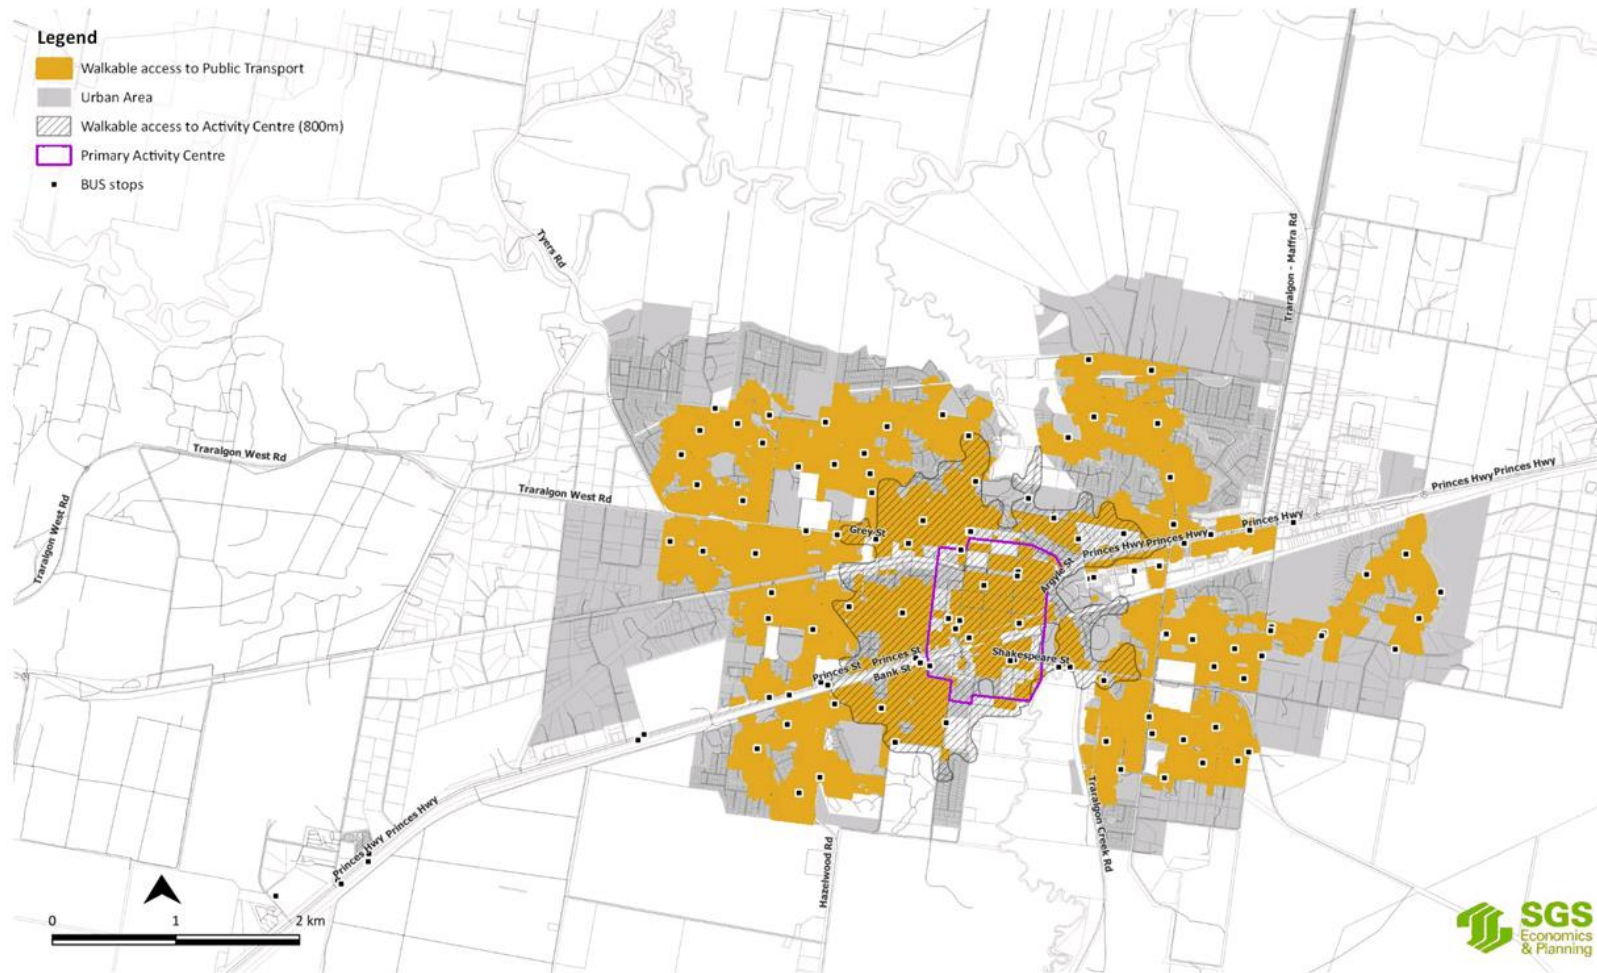 Legend
Walkable access to Public Transport
Urban Area
Walkable access to Activity Centre (800m)
Primary Activity Centre
BUS stops
Tyers Rd
Traralgon - Maffra Rd
Traralgon West Rd
Traralgon West Rd
Traralgon West Rd
Princes Hwy
Princes Hwy
Princes Hwy
Princes Hwy
Princes Hwy
Grey St
Argyle St
Princes St
Princes St
Bank St
Shakespeare St
Princes Hwy
Princes Hwy
Hazelwood Rd
Traralgon Creek Rd
0 1 2 km
SGS
Economics
& Planning